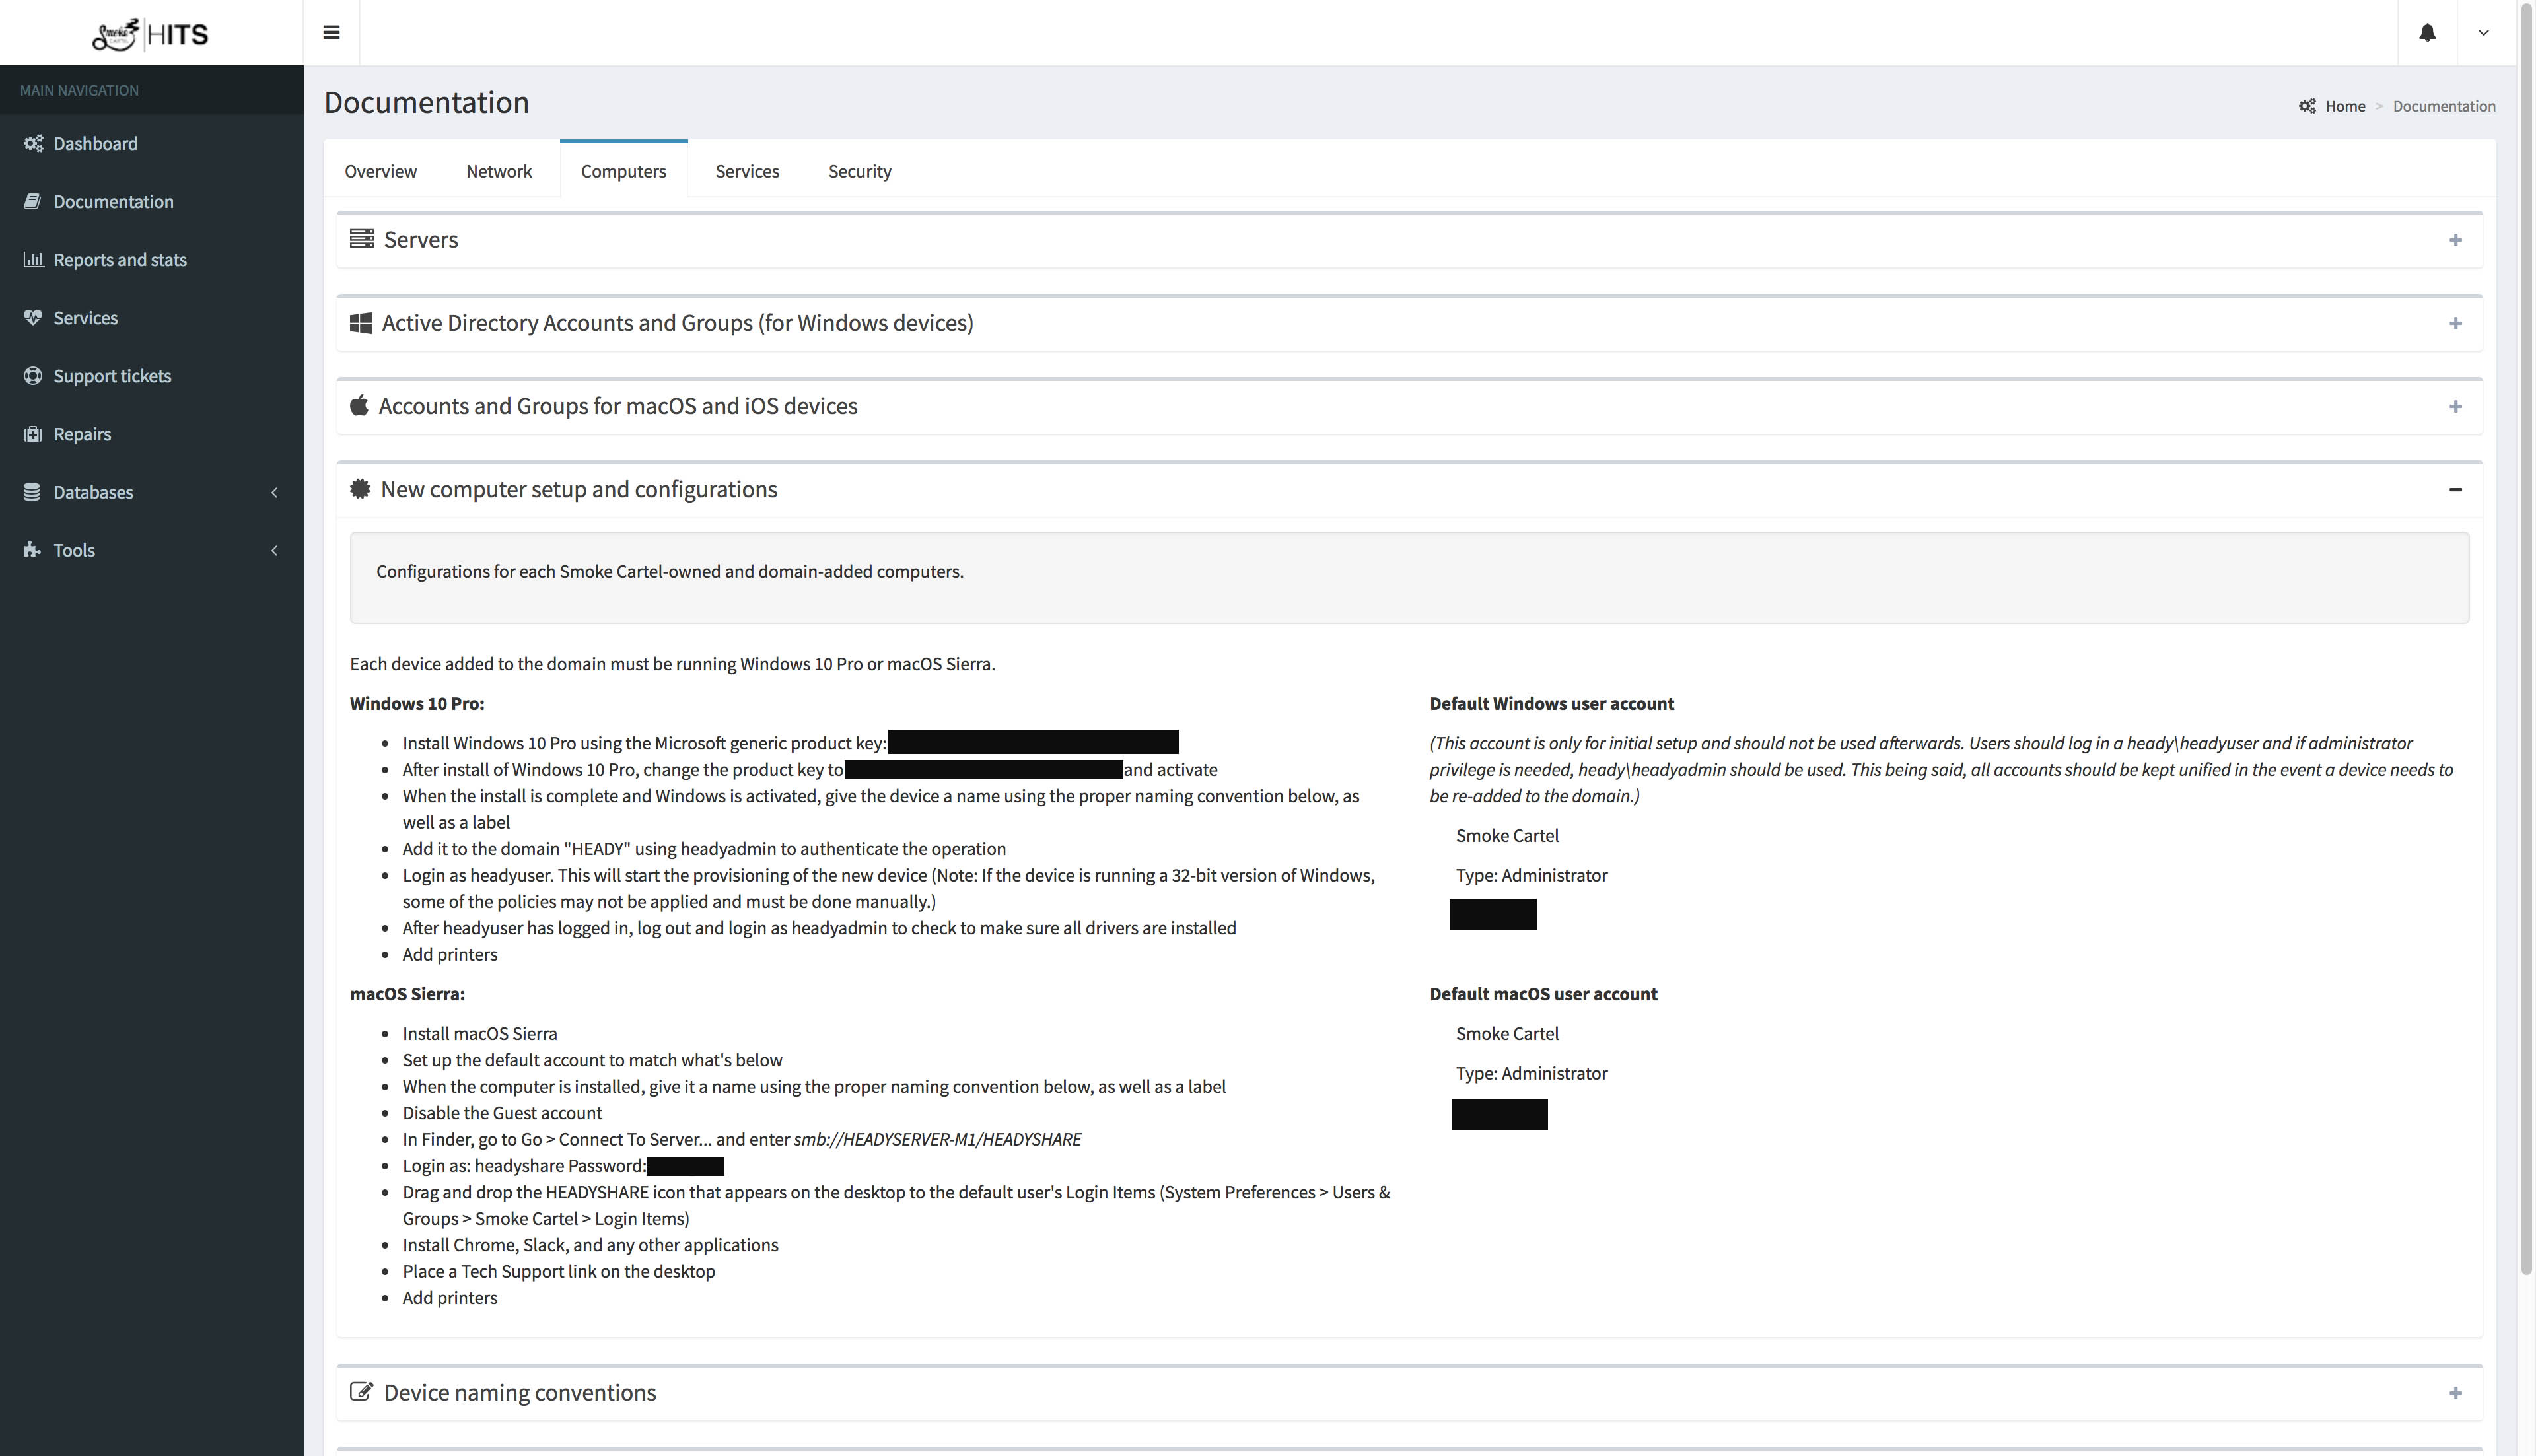 Smoke CARTEL HITS
MAIN NAVIGATION
Dashboard
Documentation
Reports and stats
Services
Support tickets
Repairs
Databases
Tools
Documentation
Home > Documentation
Overview Network Computers Services Security
Servers
Active Directory Accounts and Groups (for Windows devices)
Accounts and Groups for macOS and iOS devices
New computer setup and configurations
Configurations for each Smoke Cartel-owned and domain-added computers.
Each device added to the domain must be running Windows 10 Pro or macOS Sierra.
Windows 10 Pro:
• Install Windows 10 Pro using the Microsoft generic product key:
• After install of Windows 10 Pro, change the product key to and activate
• When the install is complete and Windows is activated, give the device a name using the proper naming convention below, as
well as a label
• Add it to the domain "HEADY" using headyadmin to authenticate the operation
• Login as headyuser. This will start the provisioning of the new device (Note: If the device is running a 32-bit version of Windows,
some of the policies may not be applied and must be done manually.)
• After headyuser has logged in, log out and login as headyadmin to check to make sure all drivers are installed
• Add printers
Default Windows user account
(This account is only for initial setup and should not be used afterwards. Users should log in a heady\headyuser and if administrator
privilege is needed, heady\headyadmin should be used. This being said, all accounts should be kept unified in the event a device needs to
be re-added to the domain.)
Smoke Cartel
Type: Administrator
macOS Sierra:
• Install macOS Sierra
• Set up the default account to match what's below
• When the computer is installed, give it a name using the proper naming convention below, as well as a label
• Disable the Guest account
• In Finder, go to Go > Connect To Server... and enter smb://HEADYSERVER-M1/HEADYSHARE
• Login as: headyshare Password:
• Drag and drop the HEADYSHARE icon that appears on the desktop to the default user's Login Items (System Preferences > Users &
Groups > Smoke Cartel > Login Items)
• Install Chrome, Slack, and any other applications
• Place a Tech Support link on the desktop
• Add printers
Default macOS user account
Smoke Cartel
Type: Administrator
Device naming conventions